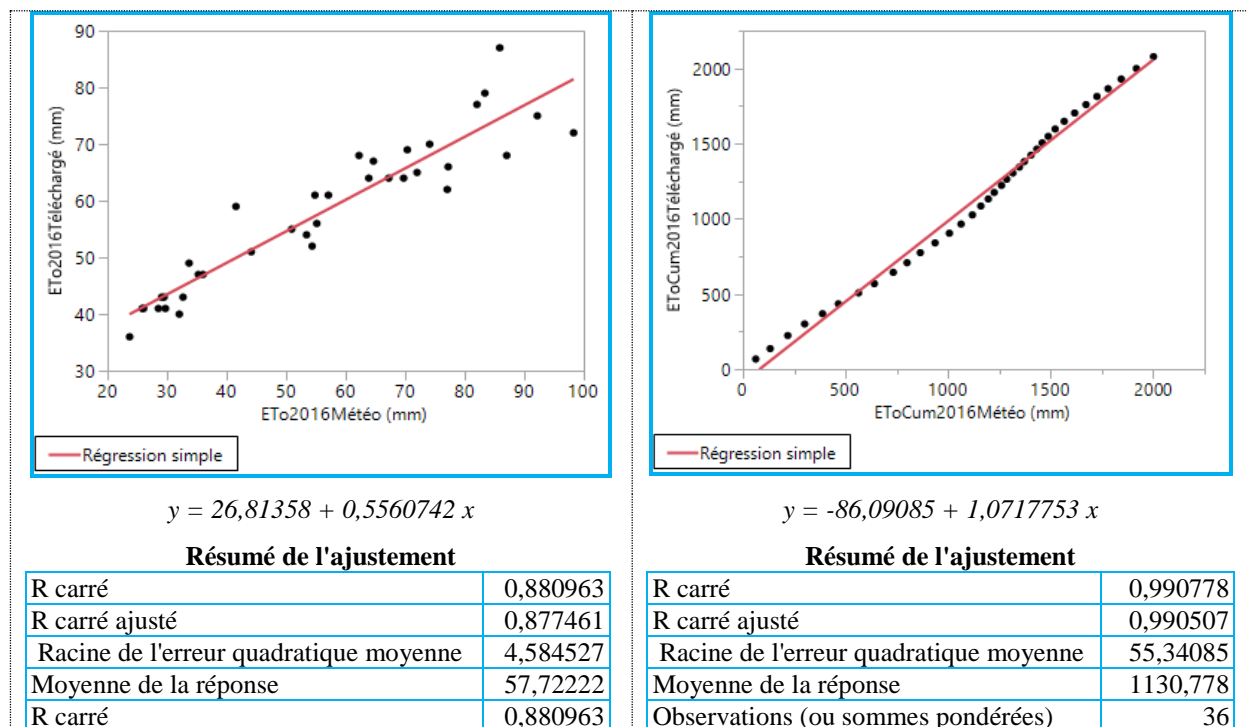 90
80
70
60
50
40
30
ETo2016Téléchargé (mm)
20 30 40 50 60 70 80 90 100
ETo2016Météo (mm)
Régression simple
y = 26,81358 + 0,5560742 x
Résumé de l'ajustement
R carré 0,880963
R carré ajusté 0,877461
Racine de l'erreur quadratique moyenne 4,584527
Moyenne de la réponse 57,72222
R carré 0,880963
2000
1500
1000
500
0
EToCum2016Téléchargé (mm)
0 500 1000 1500 2000
EToCum2016Météo (mm)
Régression simple
y = -86,09085 + 1,0717753 x
Résumé de l'ajustement
R carré 0,990778
R carré ajusté 0,990507
Racine de l'erreur quadratique moyenne 55,34085
Moyenne de la réponse 1130,778
Observations (ou sommes pondérées) 36